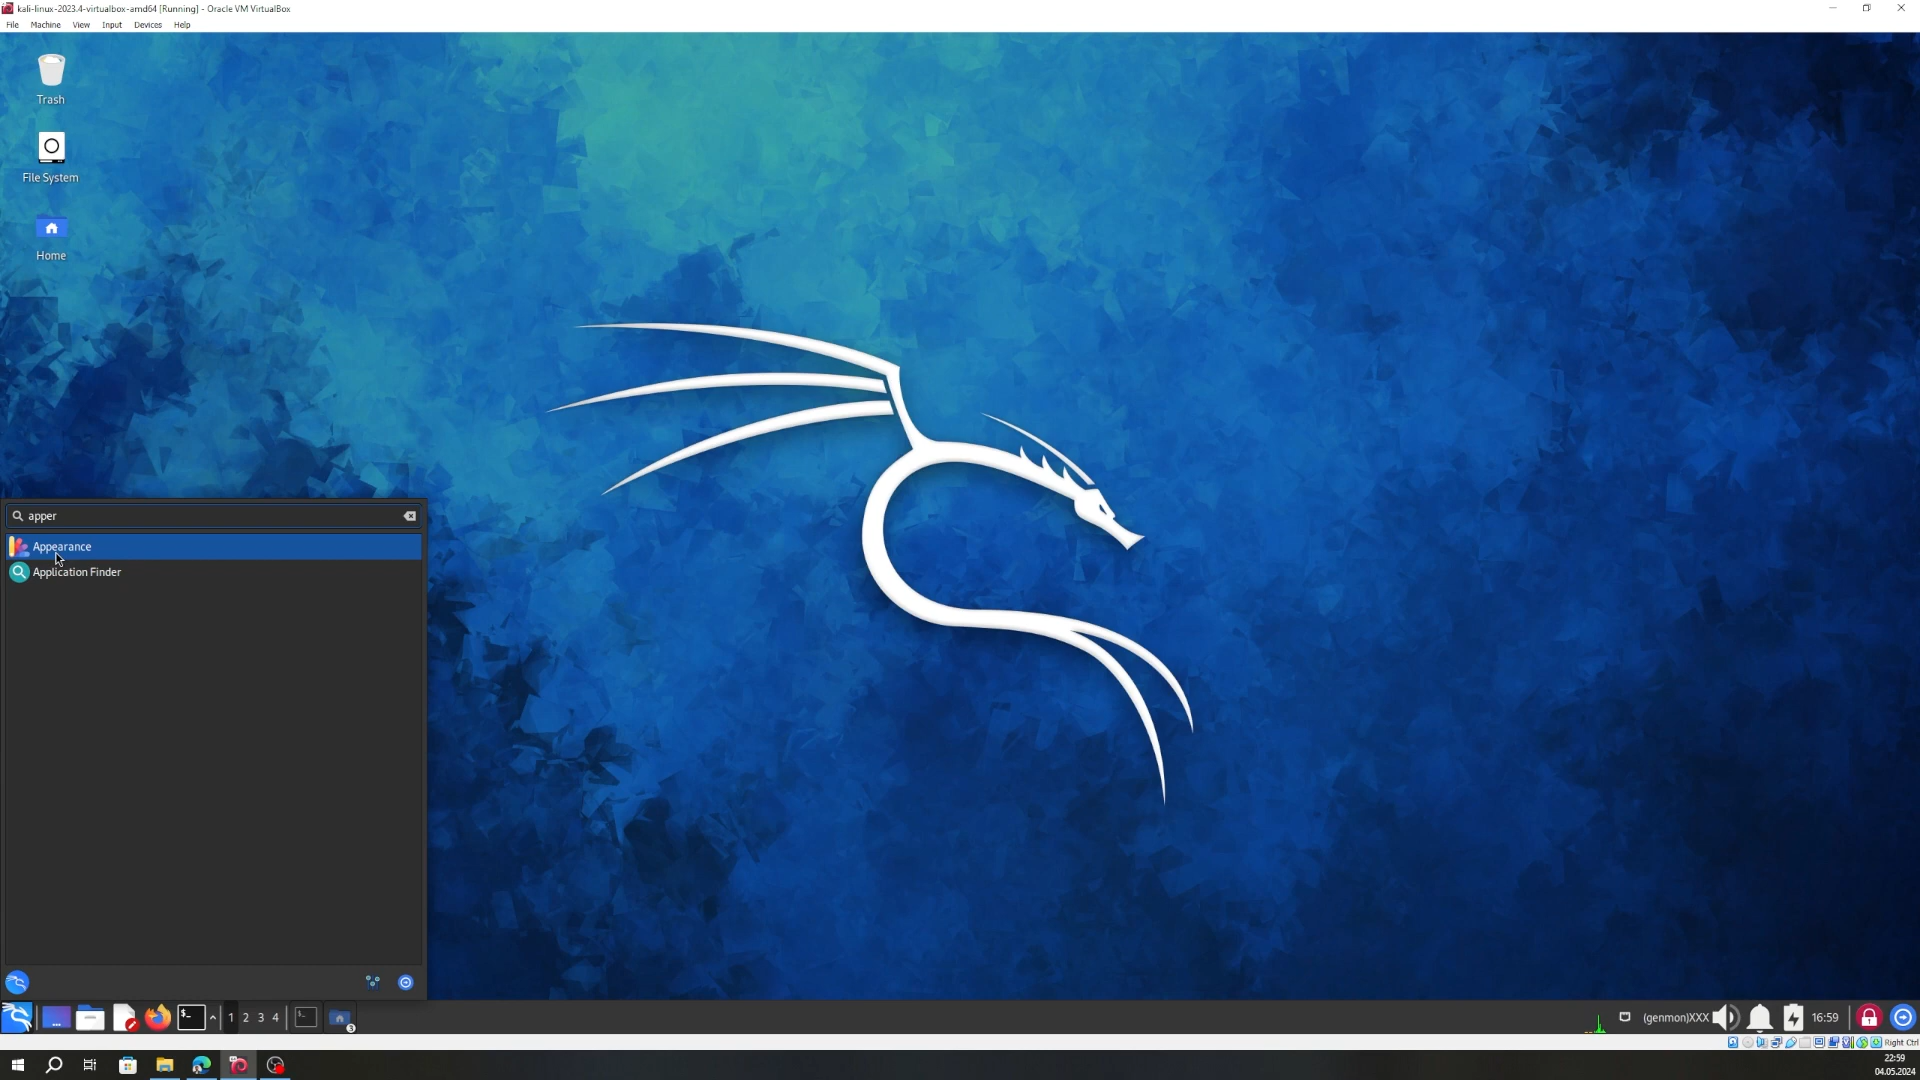 kali-linux-2023.4-virtualbox-amd64 [Running] - Oracle VM VirtualBox
File Machine View Input Devices Help
Trash
File System
Home
apper
Appearance
Application Finder
1 2 3 4
3
(genmon)XXX
16:59
Right Ctrl
22:59
04.05.2024